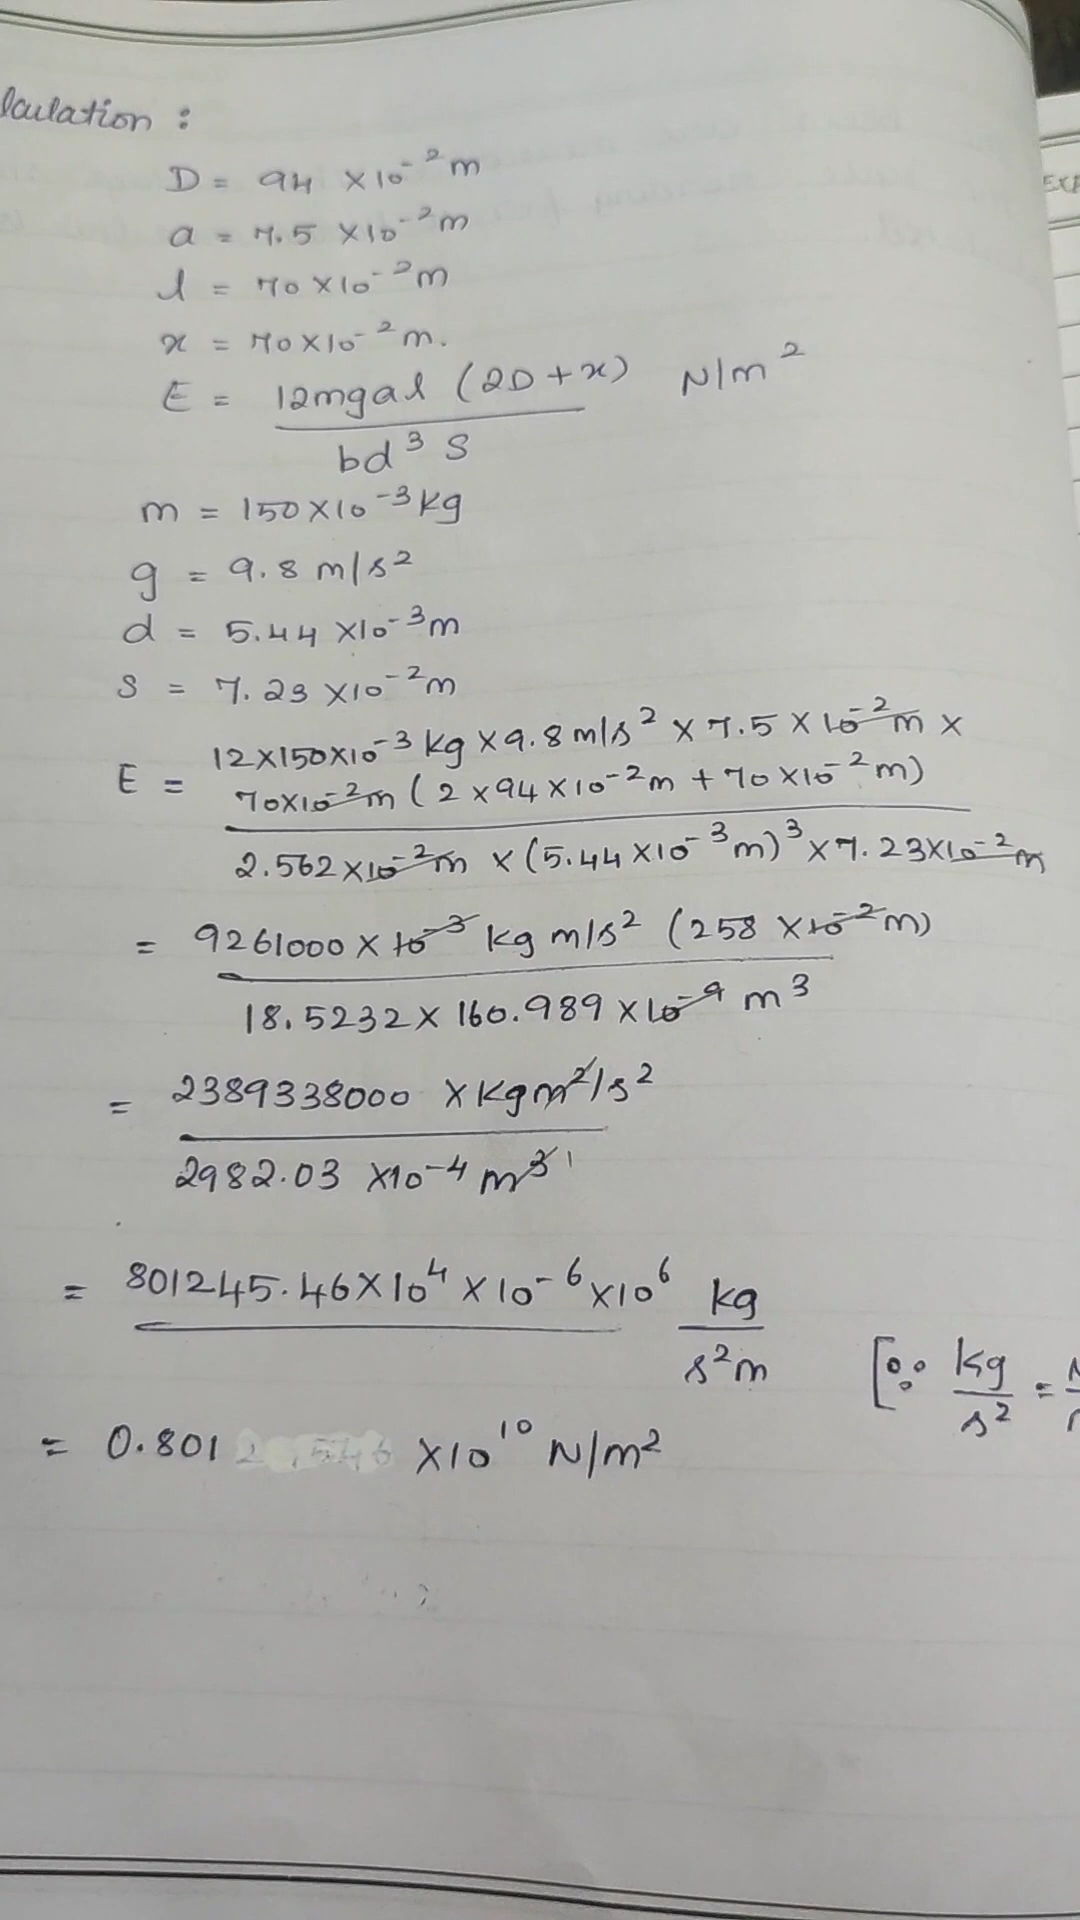 lculation :
D = 94 × 10⁻² m
a = 7.5 × 10⁻² m
l = 70 × 10⁻² m
x = 70 × 10⁻² m.
E = 12mgal (2D + x) N/m²
bd³ S
m = 150 × 10⁻³ kg
g = 9.8 m/s²
d = 5.44 × 10⁻³ m
S = 7.23 × 10⁻² m
E = 12 × 150 × 10⁻³ kg × 9.8 m/s² × 7.5 × 10⁻² m ×
70 × 10⁻² m ( 2 × 94 × 10⁻² m + 70 × 10⁻² m)
2.562 × 10⁻² m × (5.44 × 10⁻³ m)³ × 7.23 × 10⁻² m
= 9261000 × 10⁻³ kg m/s² (258 × 10⁻² m)
18.5232 × 160.989 × 10⁻⁹ m³
= 2389338000 × kg m²/s²
2982.03 × 10⁻⁴ m³ 1
= 801245.46 × 10⁴ × 10⁻⁶ × 10⁶ kg
s² m
[∵ kg
s² =
= 0.801 × 10¹⁰ N/m²
EXP